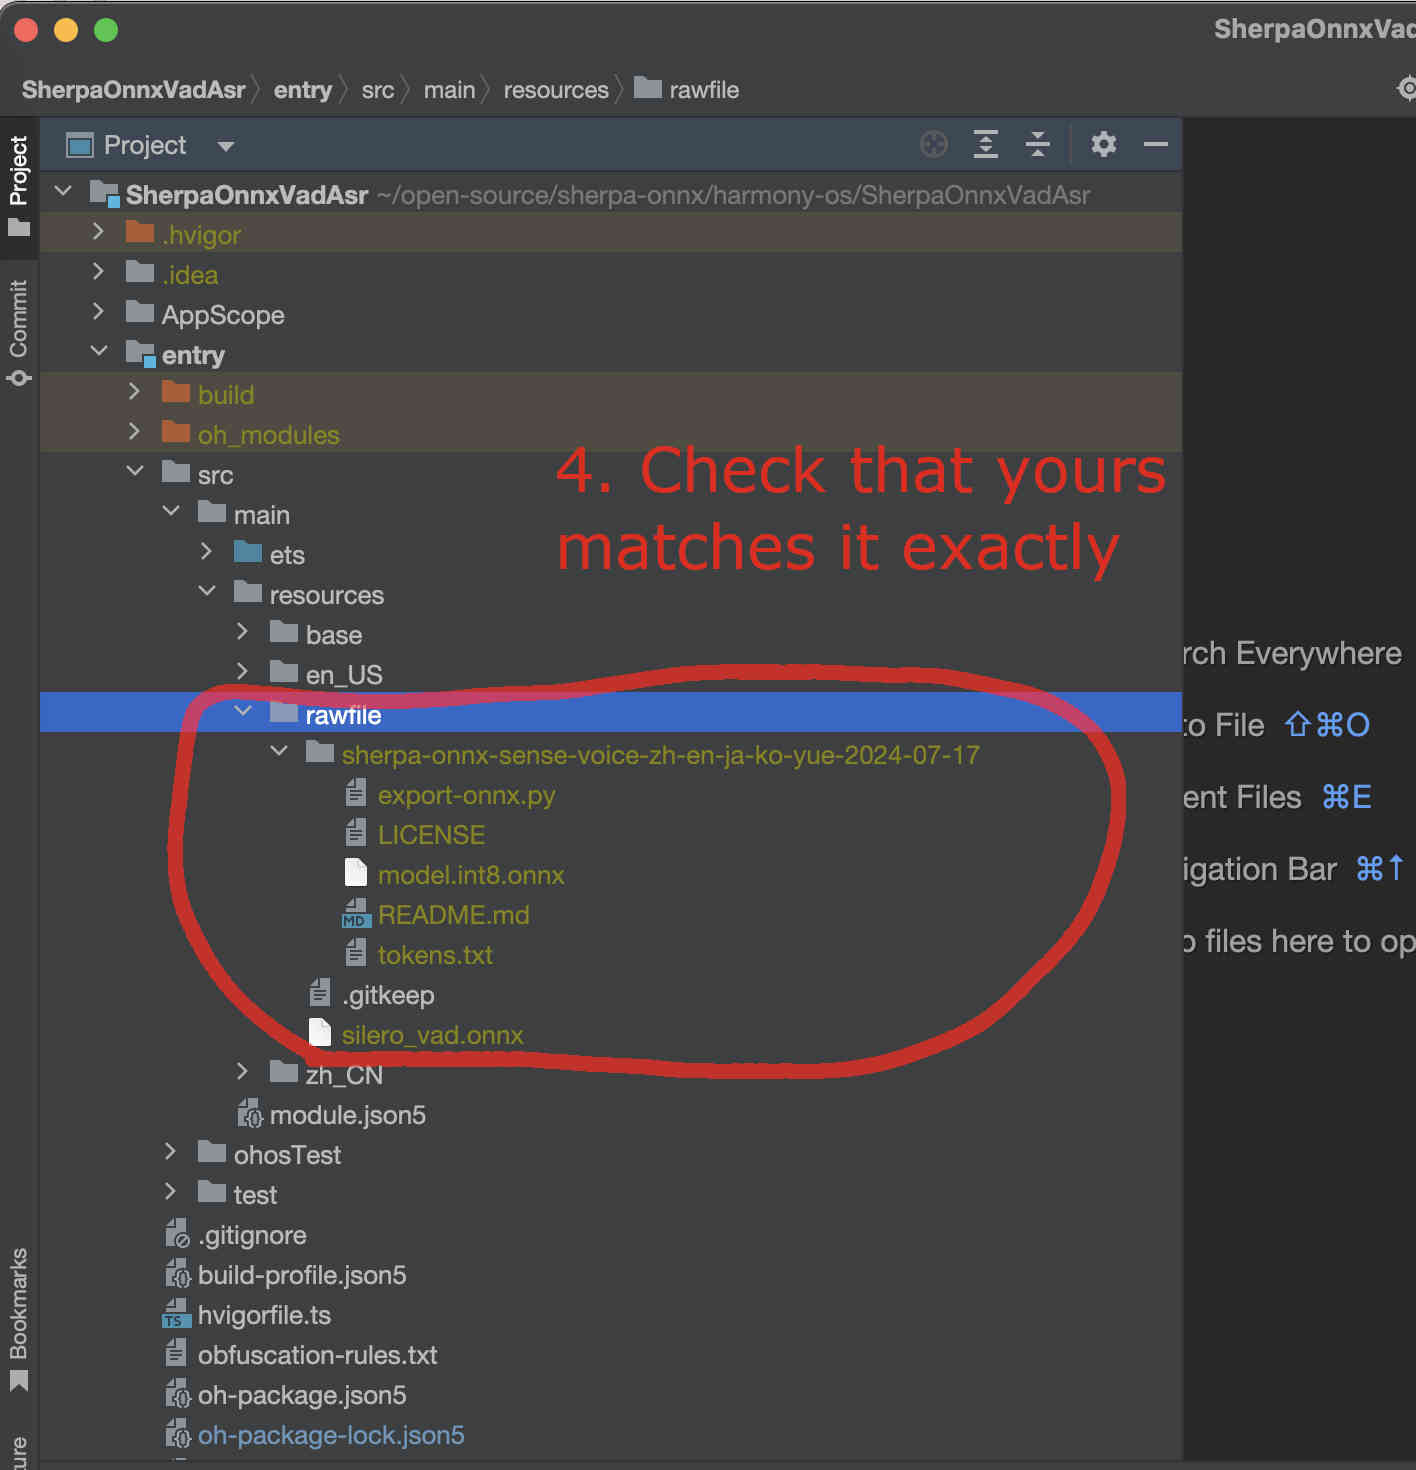 SherpaOnnxVad
SherpaOnnxVadAsr entry src main resources rawfile
Project
Project
Commit
SherpaOnnxVadAsr ~/open-source/sherpa-onnx/harmony-os/SherpaOnnxVadAsr
.hvigor
.idea
AppScope
entry
build
oh_modules
4. Check that yours
matches it exactly
src
main
ets
resources
base
en_US
rawfile
sherpa-onnx-sense-voice-zh-en-ja-ko-yue-2024-07-17
export-onnx.py
LICENSE
model.int8.onnx
MD README.md
tokens.txt
.gitkeep
silero_vad.onnx
zh_CN
module.json5
ohosTest
test
.gitignore
build-profile.json5
TS hvigorfile.ts
obfuscation-rules.txt
oh-package.json5
oh-package-lock.json5
Bookmarks
ure
rch Everywhere
to File ⇧⌘O
ent Files ⌘E
igation Bar ⌘↑
files here to op